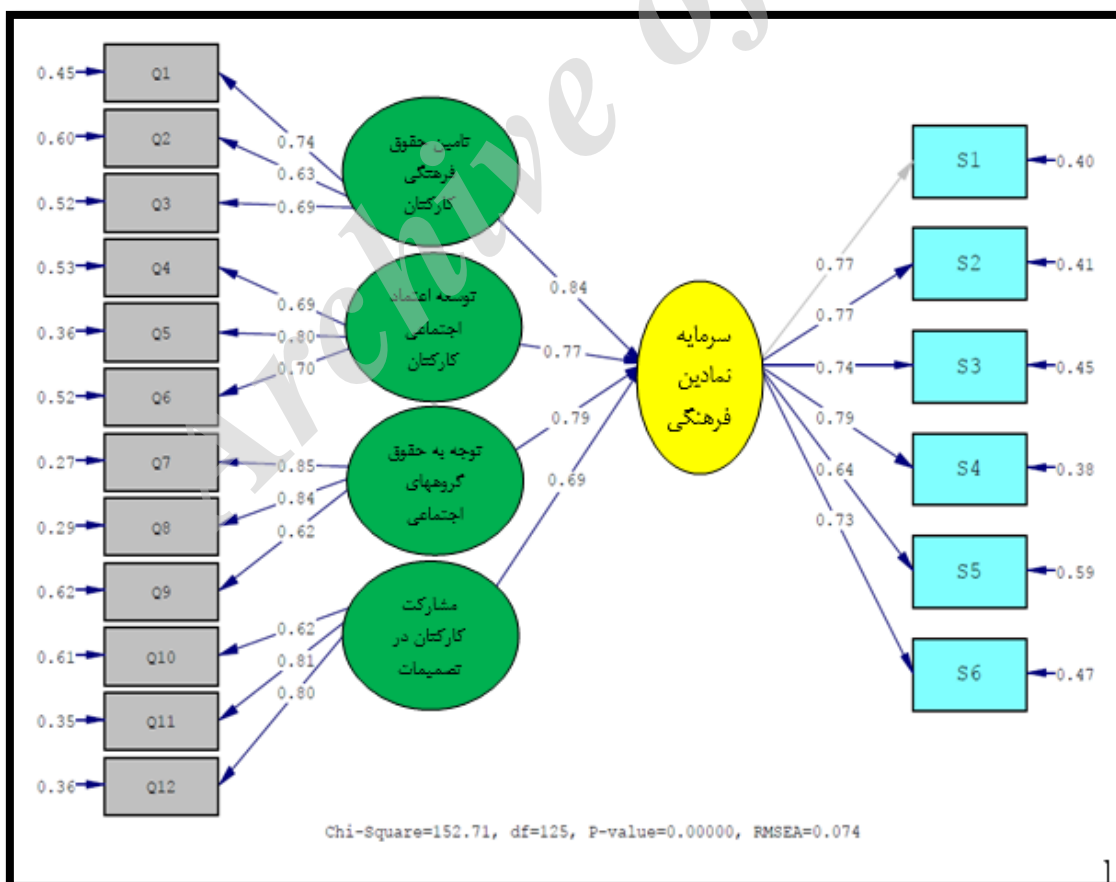 0.45
Q1
0.60
Q2
0.52
Q3
0.53
Q4
0.36
Q5
0.52
Q6
0.27
Q7
0.29
Q8
0.62
Q9
0.61
Q10
0.35
Q11
0.36
Q12
0.74
0.63
0.69
0.69
0.80
0.70
0.85
0.84
0.62
0.62
0.81
0.80
تامین حقوق
فرهنگی
کارکنان
توسعه اعتماد
اجتماعی
کارکنان
توجه به حقوق
گروههای
اجتماعی
مشارکت
کارکنان در
تصمیمات
0.84
0.77
0.79
0.69
سرمایه
نمادین
فرهنگی
0.77
0.77
0.74
0.79
0.64
0.73
S1
0.40
S2
0.41
S3
0.45
S4
0.38
S5
0.59
S6
0.47
Chi-Square=152.71, df=125, P-value=0.00000, RMSEA=0.074
Archive of